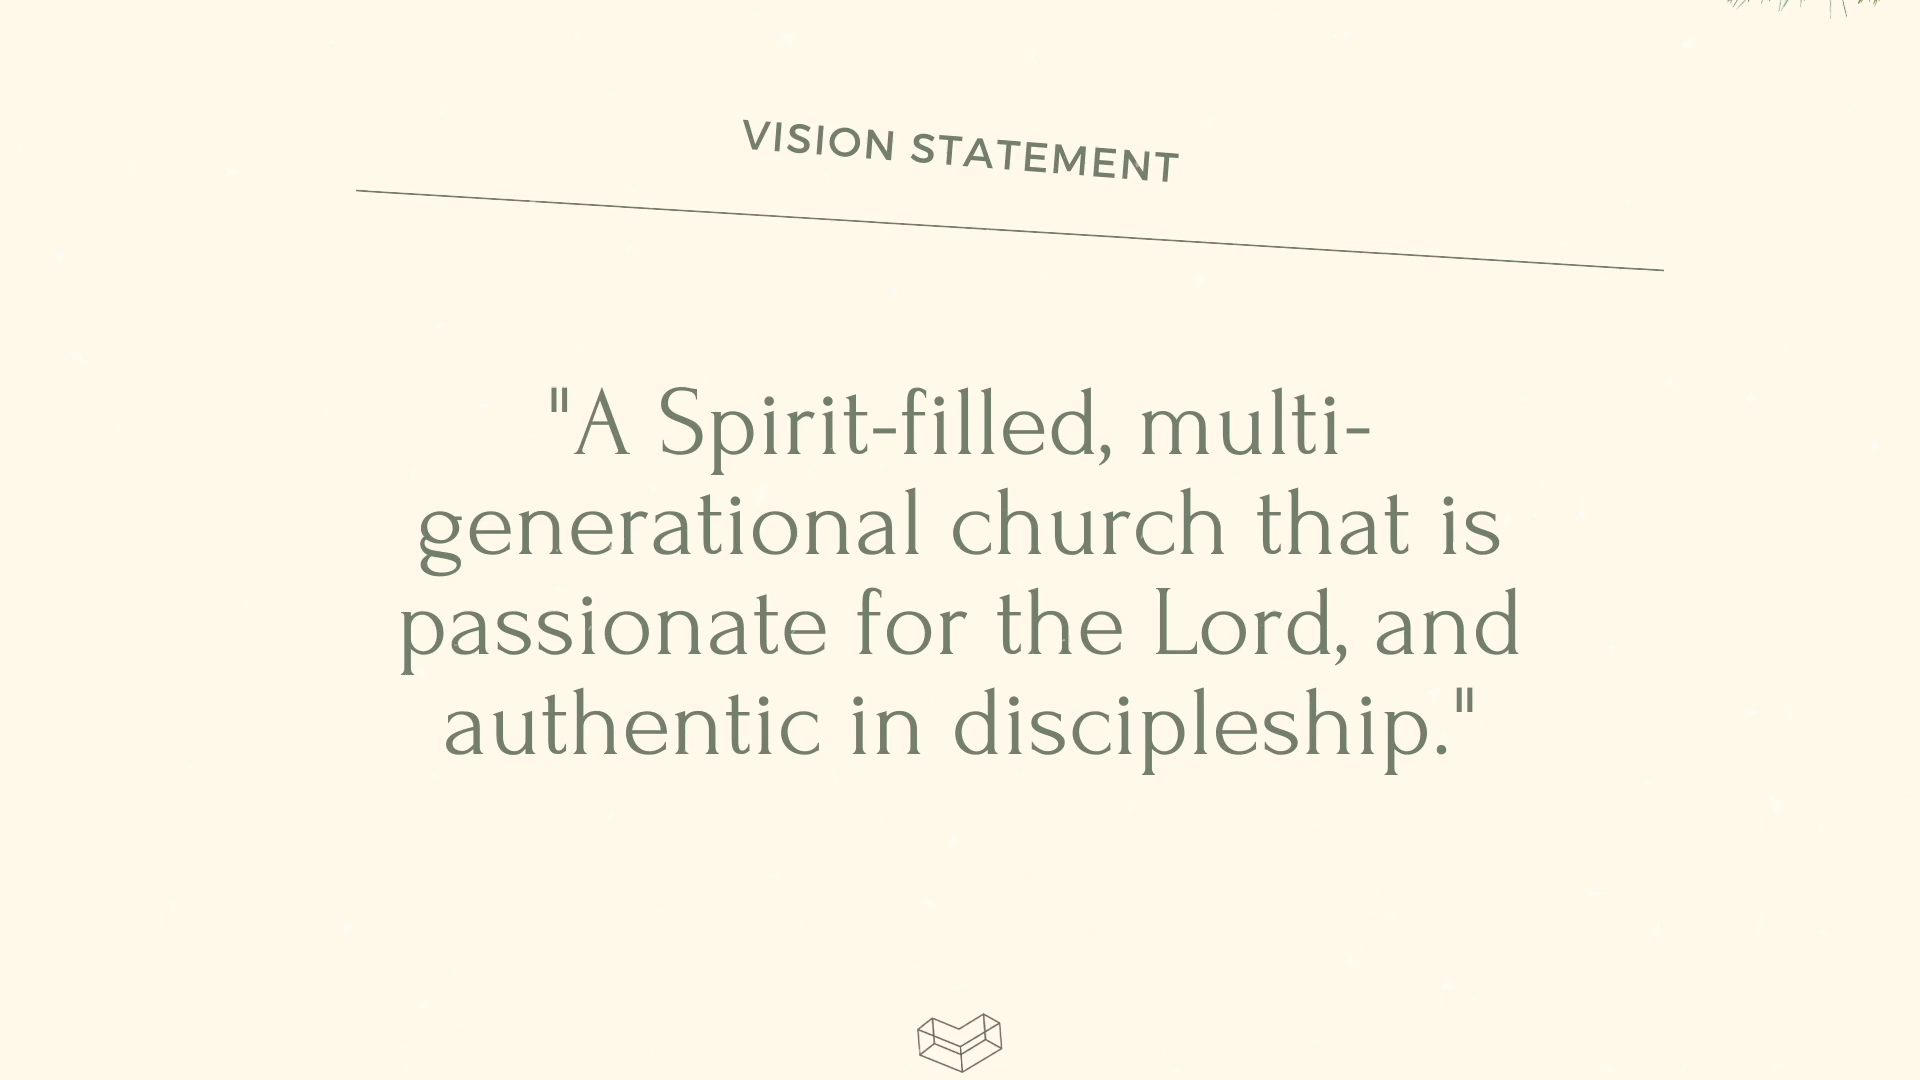 VISION STATEMENT
"A Spirit-filled, multi-
generational church that is
passionate for the Lord, and
authentic in discipleship."